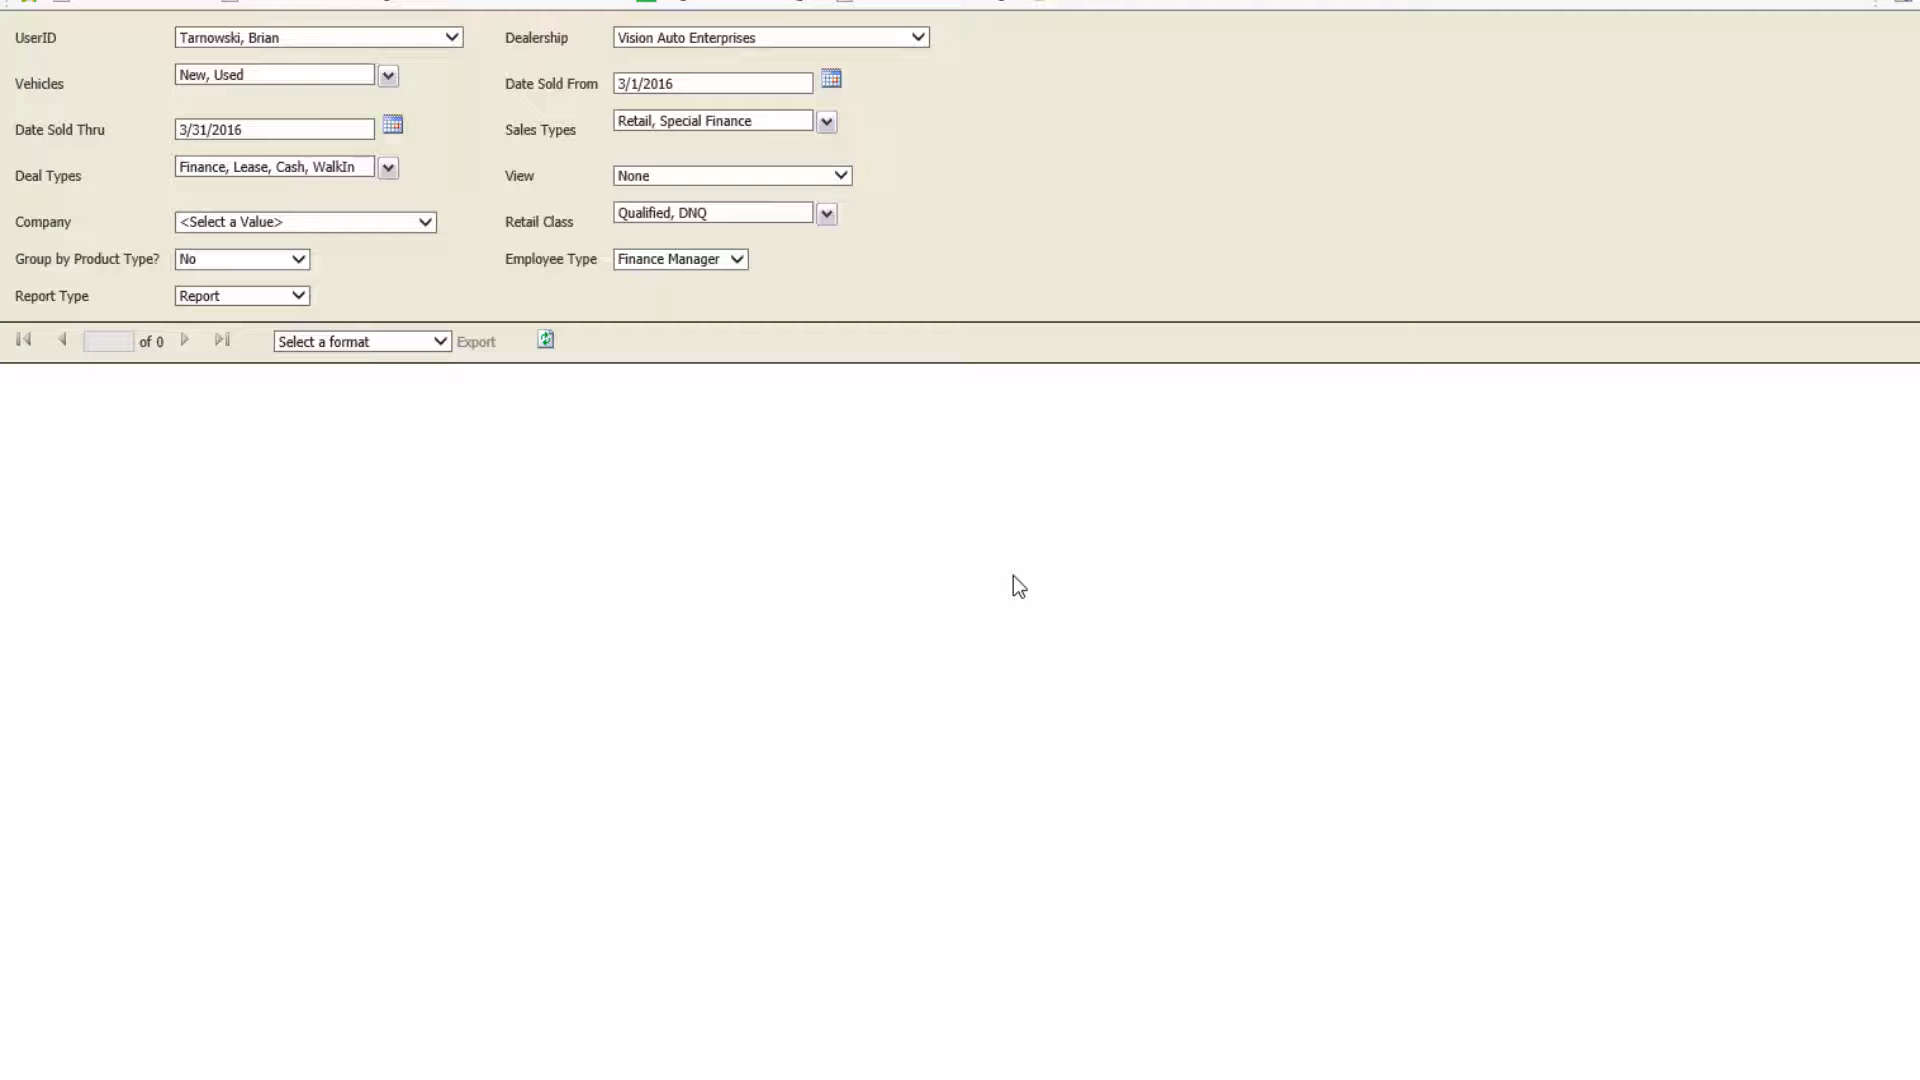 UserID Tarnowski, Brian Dealership Vision Auto Enterprises
Vehicles New, Used Date Sold From 3/1/2016
Date Sold Thru 3/31/2016 Sales Types Retail, Special Finance
Deal Types Finance, Lease, Cash, WalkIn View None
Company <Select a Value> Retail Class Qualified, DNQ
Group by Product Type? No Employee Type Finance Manager
Report Type Report
of 0 Select a format Export